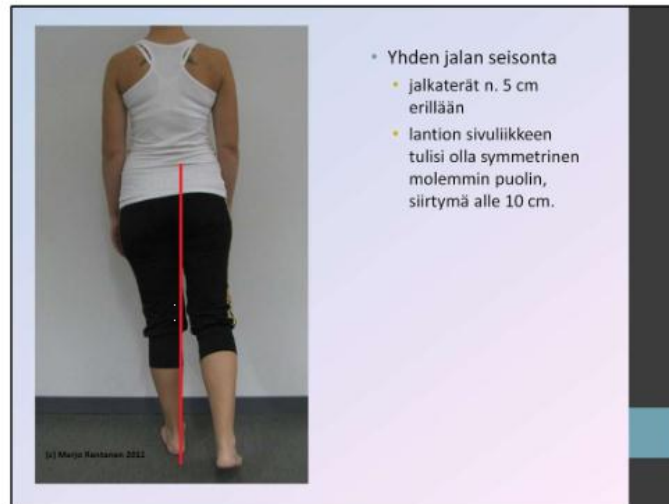 Yhden jalan seisonta
jalkaterät n. 5 cm
erillään
lantion sivuliikkeen
tulisi olla symmetrinen
molemmin puolin,
siirtymä alle 10 cm.
(c) Marjo Rantanen 2012